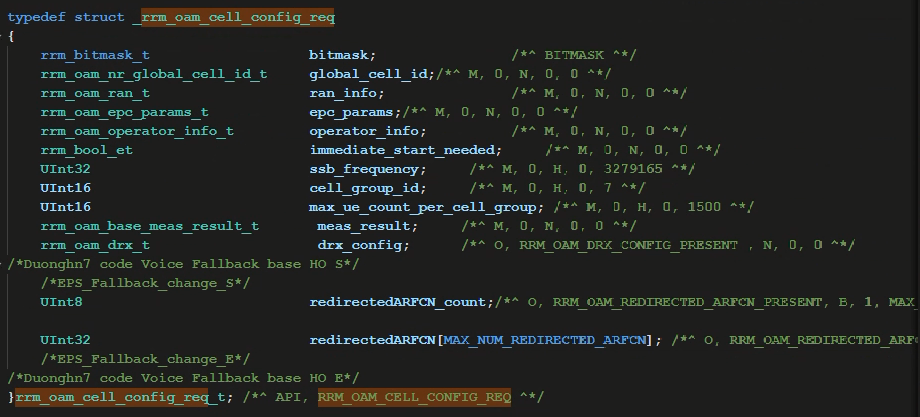 typedef struct _rrm_oam_cell_config_req
{
rrm_bitmask_t bitmask; /*^ BITMASK ^*/
rrm_oam_nr_global_cell_id_t global_cell_id;/*^ M, 0, N, 0, 0 ^*/
rrm_oam_ran_t ran_info; /*^ M, 0, N, 0, 0 ^*/
rrm_oam_epc_params_t epc_params;/*^ M, 0, N, 0, 0 ^*/
rrm_oam_operator_info_t operator_info; /*^ M, 0, N, 0, 0 ^*/
rrm_bool_et immediate_start_needed; /*^ M, 0, N, 0, 0 ^*/
UInt32 ssb_frequency; /*^ M, 0, H, 0, 3279165 ^*/
UInt16 cell_group_id; /*^ M, 0, H, 0, 7 ^*/
UInt16 max_ue_count_per_cell_group; /*^ M, 0, H, 0, 1500 ^*/
rrm_oam_base_meas_result_t meas_result; /*^ M, 0, N, 0, 0 ^*/
rrm_oam_drx_t drx_config; /*^ O, RRM_OAM_DRX_CONFIG_PRESENT , N, 0, 0 ^*/
/*Duonghn7 code Voice Fallback base HO S*/
/*EPS_Fallback_change_S*/
UInt8 redirectedARFCN_count;/*^ O, RRM_OAM_REDIRECTED_ARFCN_PRESENT, B, 1, MAX_
UInt32 redirectedARFCN[MAX_NUM_REDIRECTED_ARFCN]; /*^ O, RRM_OAM_REDIRECTED_ARF
/*EPS_Fallback_change_E*/
/*Duonghn7 code Voice Fallback base HO E*/
}rrm_oam_cell_config_req_t; /*^ API, RRM_OAM_CELL_CONFIG_REQ ^*/